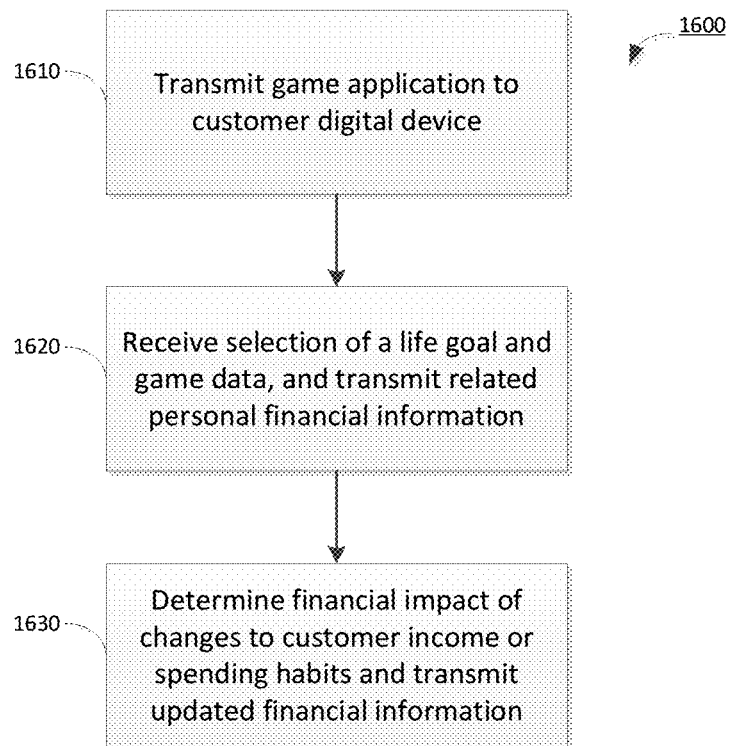 1600
1610
Transmit game application to
customer digital device
1620
Receive selection of a life goal and
game data, and transmit related
personal financial information
1630
Determine financial impact of
changes to customer income or
spending habits and transmit
updated financial information